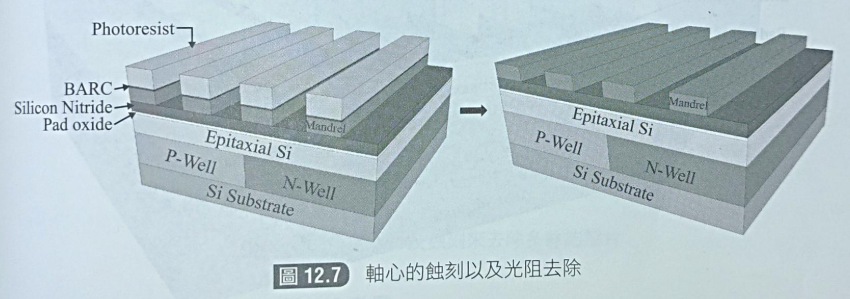 Photoresist
BARC
Silicon Nitride
Pad oxide
Mandrel
Epitaxial Si
P-Well
N-Well
Si Substrate
Mandrel
Epitaxial Si
P-Well
N-Well
Si Substrate
圖 12.7 軸心的蝕刻以及光阻去除